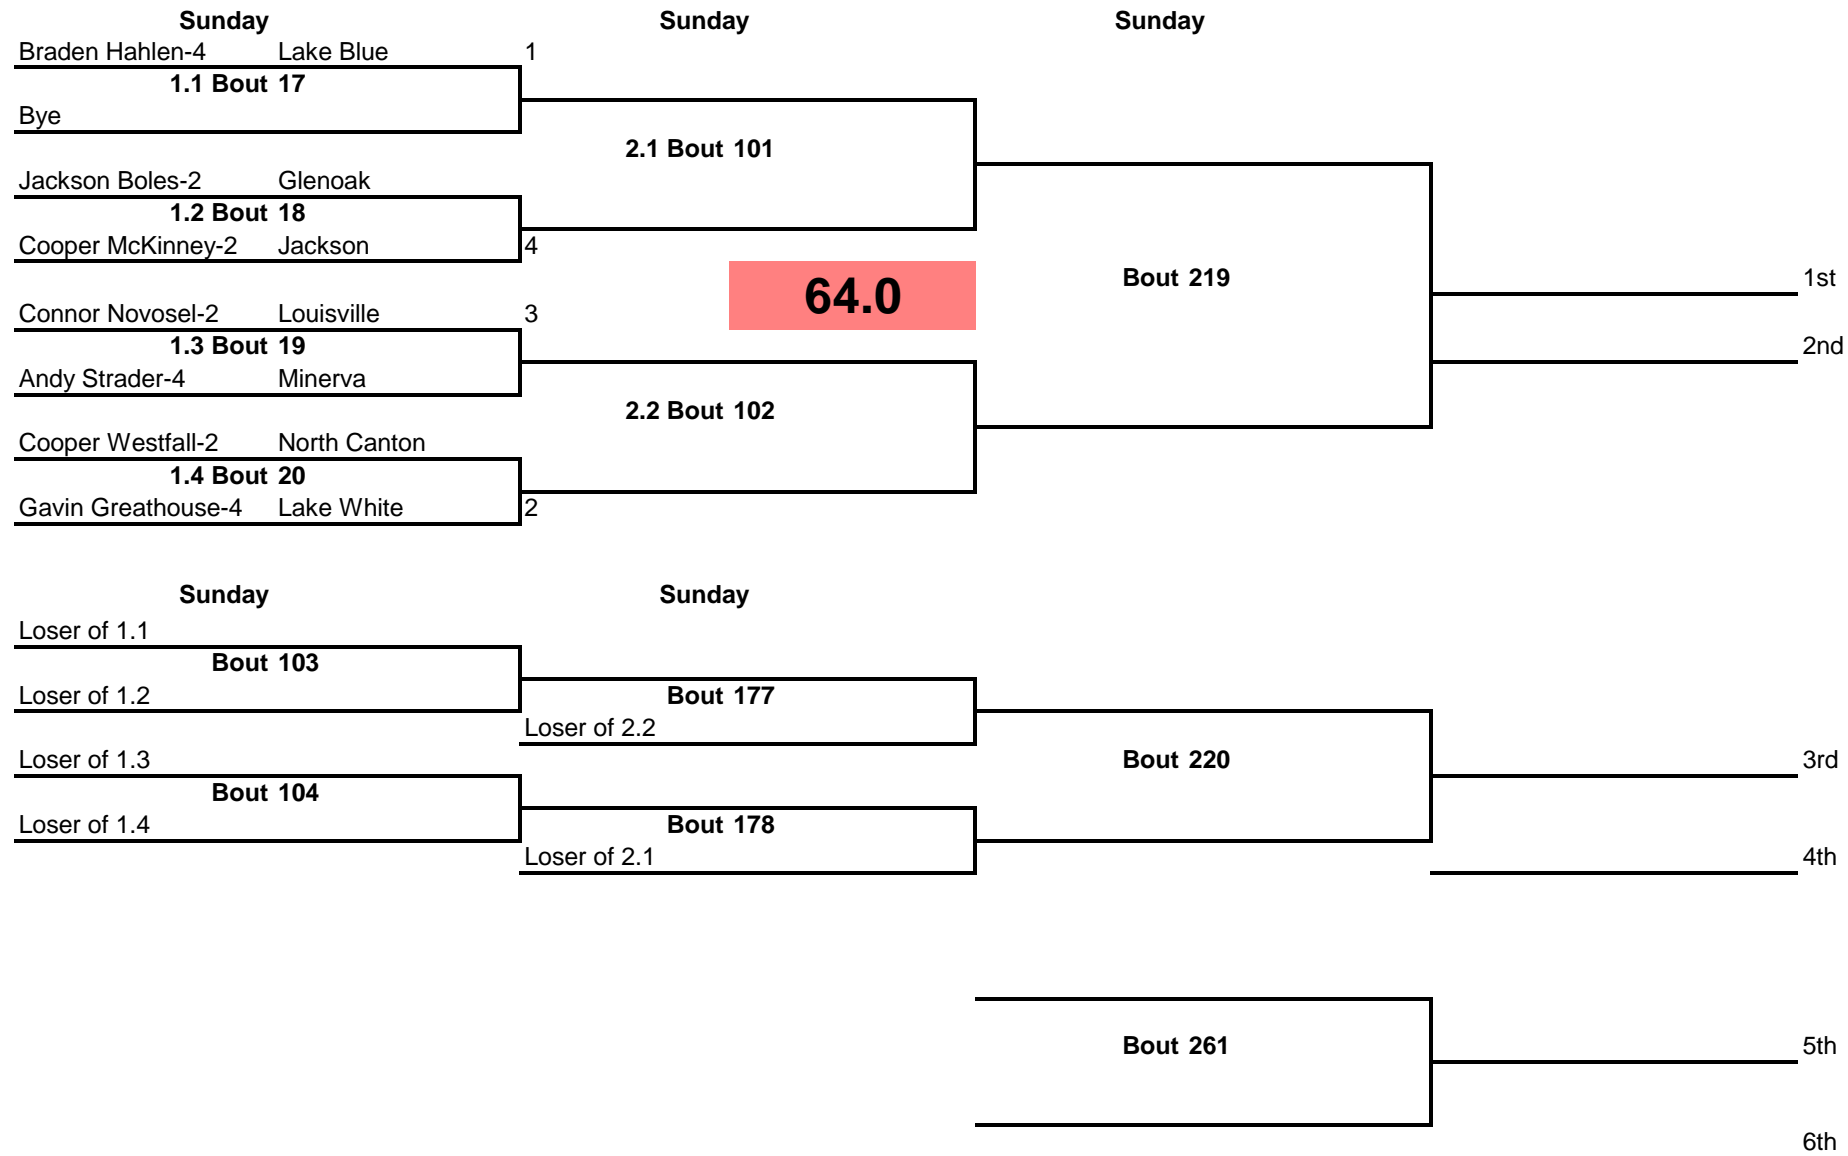 Sunday Sunday Sunday
Braden Hahlen-4 Lake Blue 1
1.1 Bout 17
Bye
2.1 Bout 101
Jackson Boles-2 Glenoak
1.2 Bout 18
Cooper McKinney-2 Jackson 4
64.0
Bout 219
1st
Connor Novosel-2 Louisville 3
1.3 Bout 19
2nd
Andy Strader-4 Minerva
2.2 Bout 102
Cooper Westfall-2 North Canton
1.4 Bout 20
Gavin Greathouse-4 Lake White 2
Sunday Sunday
Loser of 1.1
Bout 103
Loser of 1.2
Bout 177
Loser of 2.2
Loser of 1.3
Bout 220
3rd
Bout 104
Loser of 1.4
Bout 178
Loser of 2.1
4th
Bout 261
5th
6th